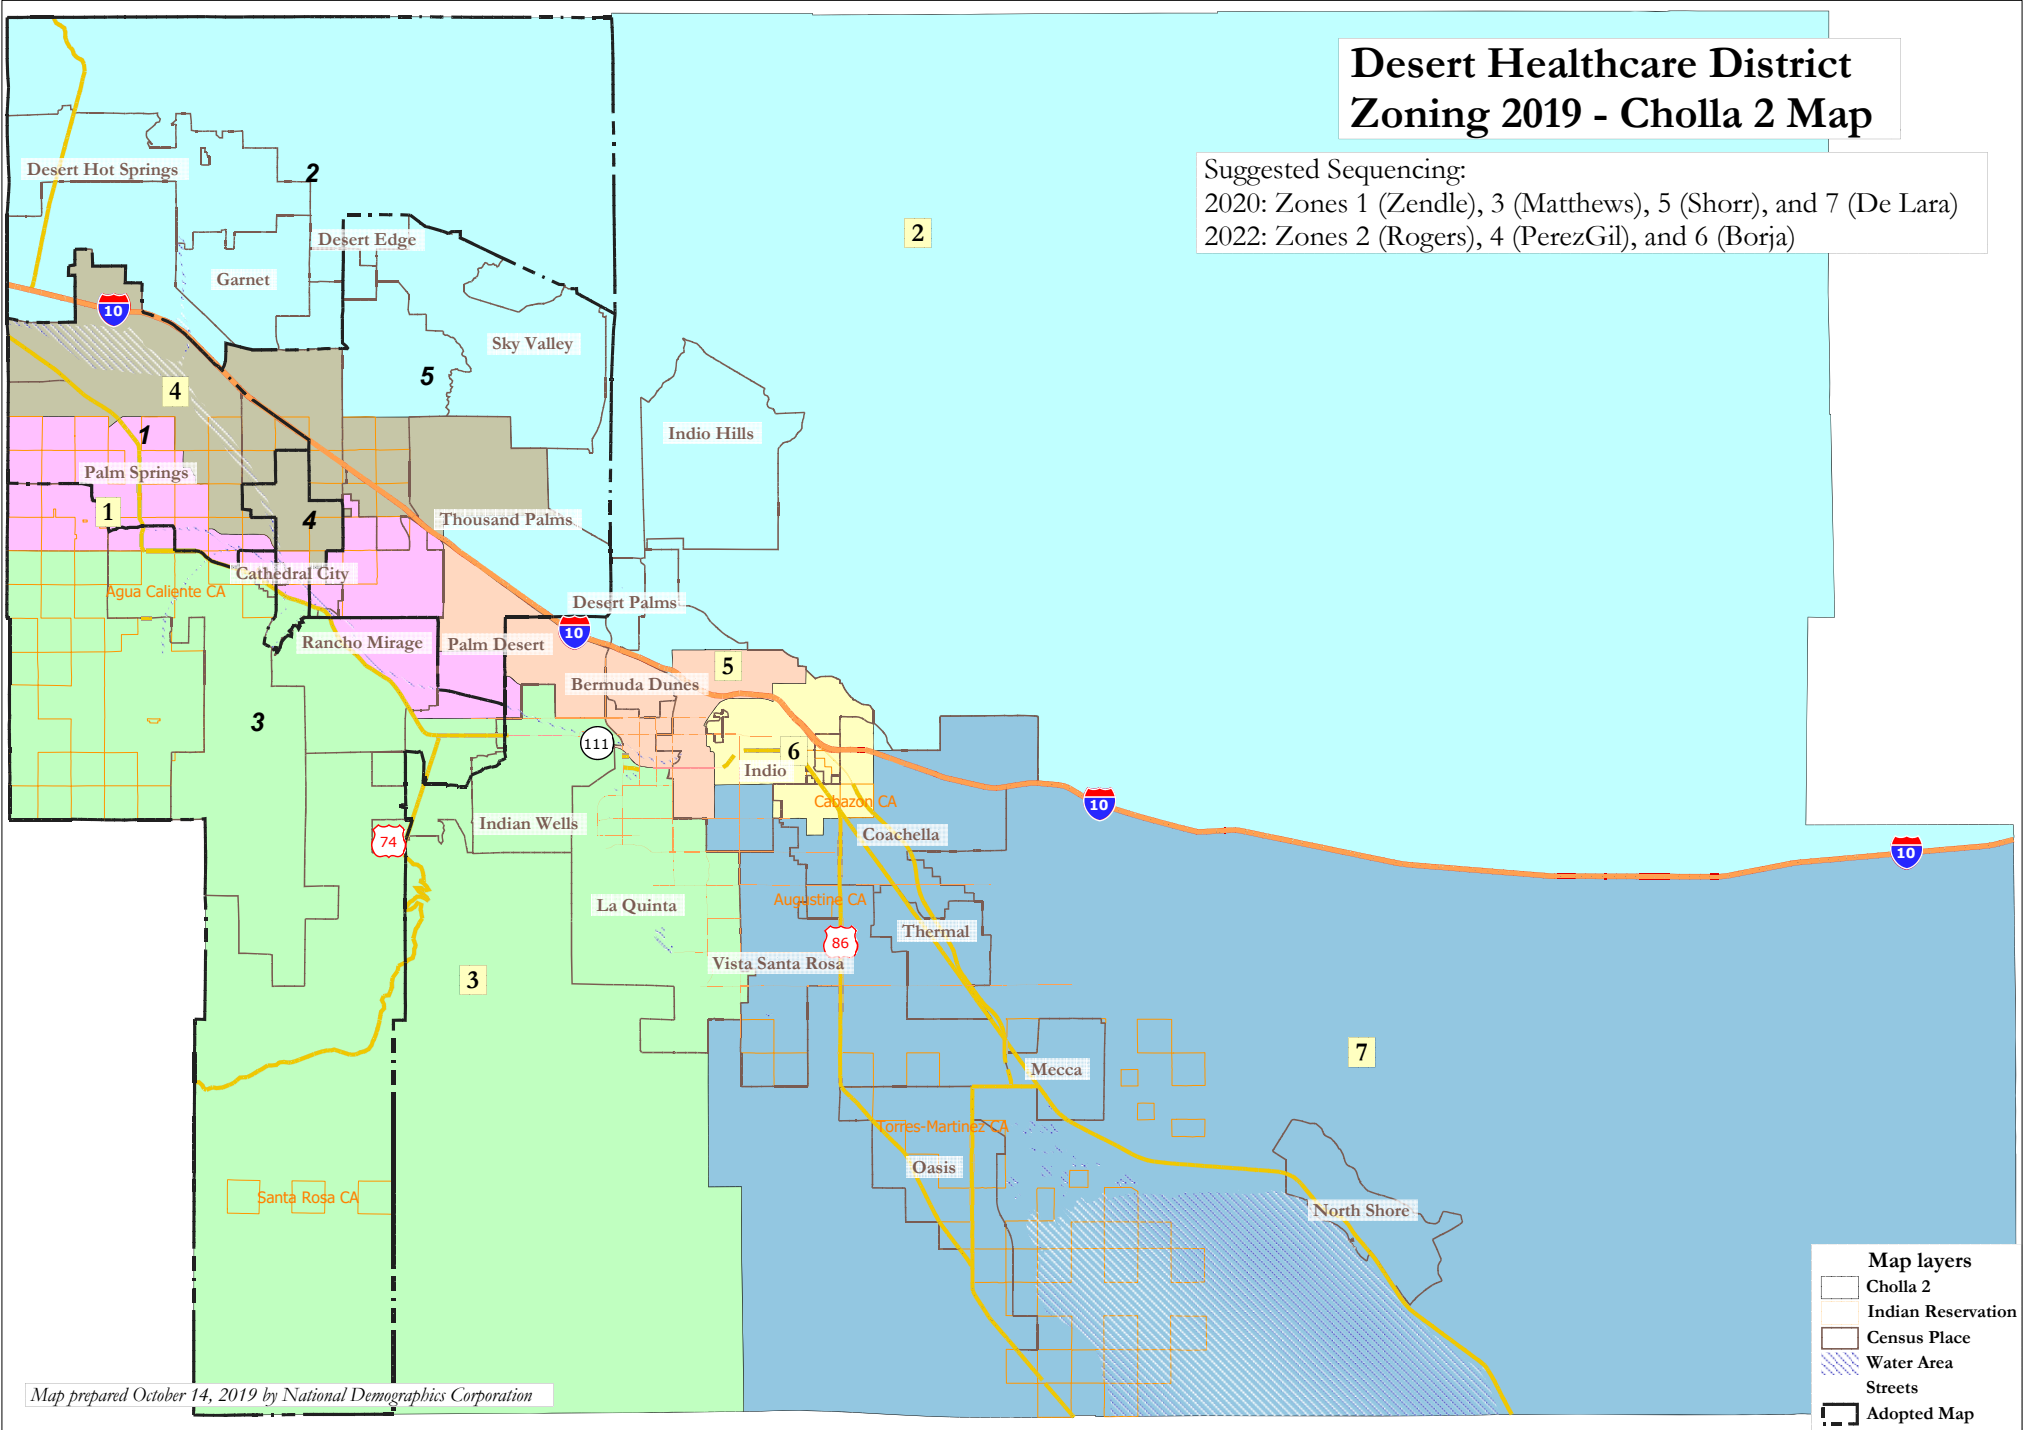 Desert Healthcare District
Zoning 2019 - Cholla 2 Map
Suggested Sequencing:
2020: Zones 1 (Zendle), 3 (Matthews), 5 (Shorr), and 7 (De Lara)
2022: Zones 2 (Rogers), 4 (PerezGil), and 6 (Borja)
Desert Hot Springs
2
Desert Edge
2
Garnet
10
Sky Valley
5
4
1
Indio Hills
Palm Springs
1
4
Thousand Palms
Cathedral City
Agua Caliente CA
Desert Palms
10
Rancho Mirage
Palm Desert
5
Bermuda Dunes
3
111
6
Indio
Cabazon CA
10
Indian Wells
Coachella
74
10
La Quinta
Augustine CA
Thermal
86
Vista Santa Rosa
3
7
Mecca
Torres-Martinez CA
Oasis
Santa Rosa CA
North Shore
Map layers
Cholla 2
Indian Reservation
Census Place
Water Area
Streets
Adopted Map
Map prepared October 14, 2019 by National Demographics Corporation